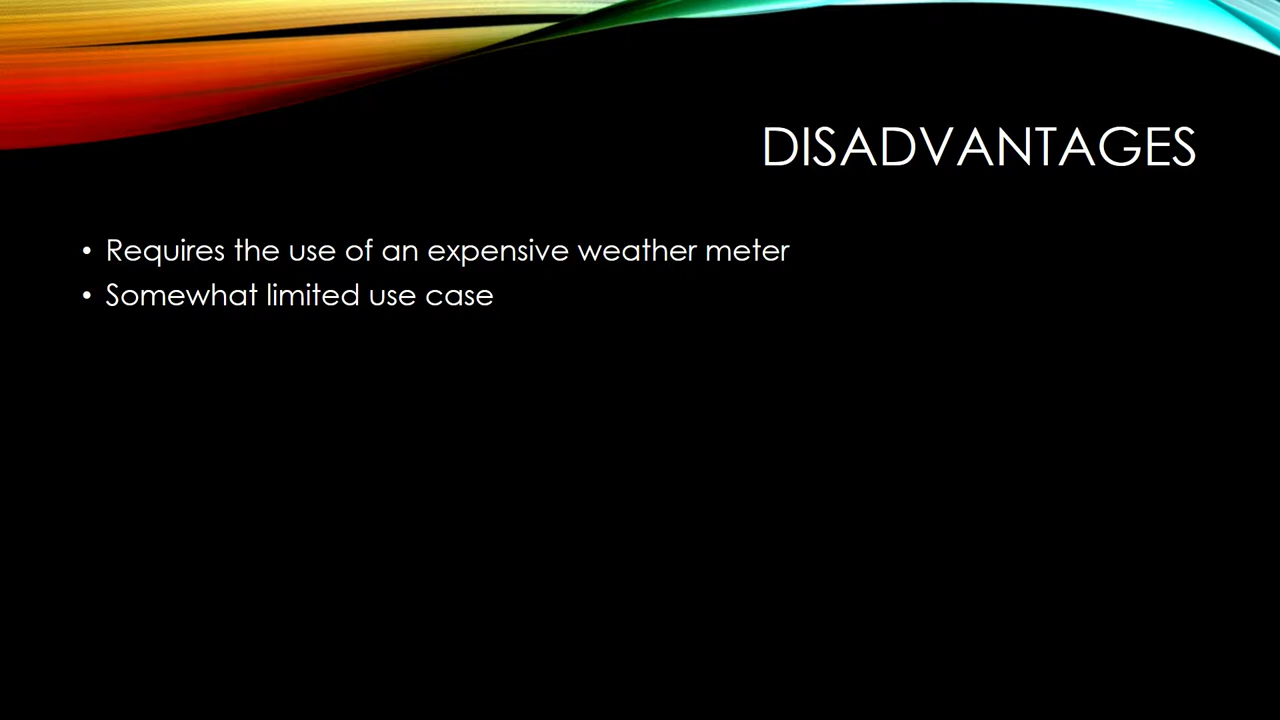 DISADVANTAGES
• Requires the use of an expensive weather meter
• Somewhat limited use case